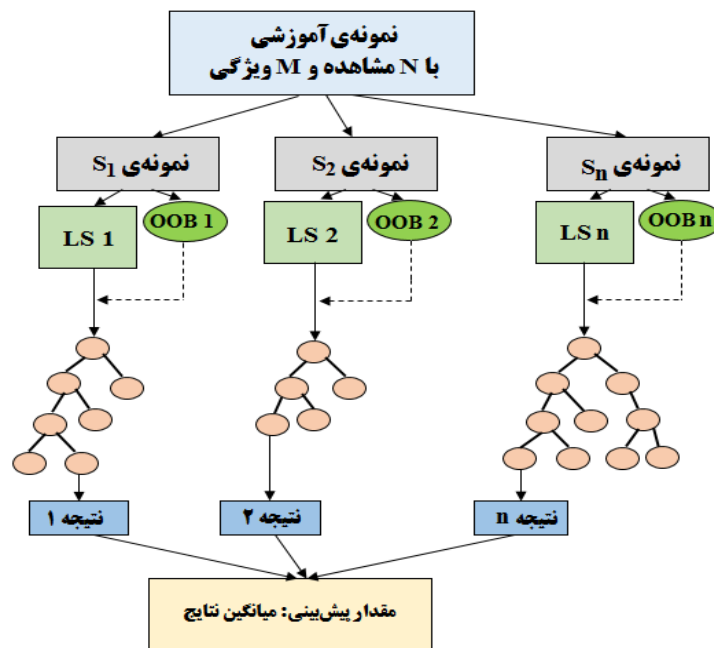 نمونه‌ی آموزشی
با N مشاهده و M ویژگی
نمونه‌ی S1
نمونه‌ی S2
نمونه‌ی Sn
LS 1
OOB 1
LS 2
OOB 2
LS n
OOB n
نتیجه ۱
نتیجه ۲
نتیجه n
مقدار پیش‌بینی: میانگین نتایج